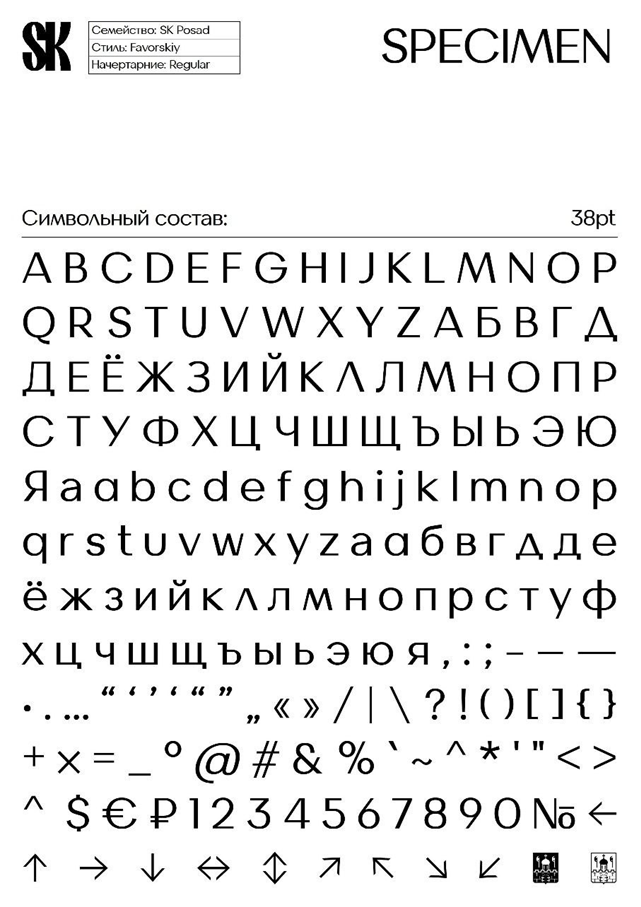 SK
Семейство: SK Posad
Стиль: Favorskiy
Начертарние: Regular
SPECIMEN
Символьный состав:
38pt
A B C D E F G H I J K L M N O P
Q R S T U V W X Y Z А Б В Г Д
Д Е Ё Ж З И Й К Л Л М Н О П Р
С Т У Ф Х Ц Ч Ш Щ Ъ Ы Ь Э Ю
Я a ɑ b c d e f g h i j k l m n o p
q r s t u v w x y z а ɑ б в г д д е
ё ж з и й к л л м н о п р с т у ф
х ц ч ш щ ъ ы ь э ю я , : ; - – —
· . … “ ‘ ’ ‘ “ ” „ « » / | \ ? ! ( ) [ ] { }
+ × = _ ° @ # & % ` ~ ^ * ' " < >
^ $ € ₽ 1 2 3 4 5 6 7 8 9 0 № ←
↑ → ↓ ↔ ↕ ↗ ↖ ↘ ↙